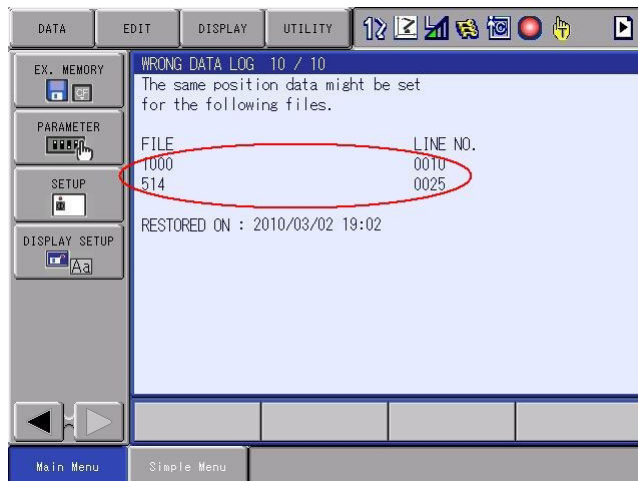 DATA
EDIT
DISPLAY
UTILITY
EX. MEMORY
CF
PARAMETER
SETUP
DISPLAY SETUP
Aa
WRONG DATA LOG 10 / 10
The same position data might be set
for the following files.
FILE LINE NO.
1000 0010
514 0025
RESTORED ON : 2010/03/02 19:02
Main Menu
Simple Menu